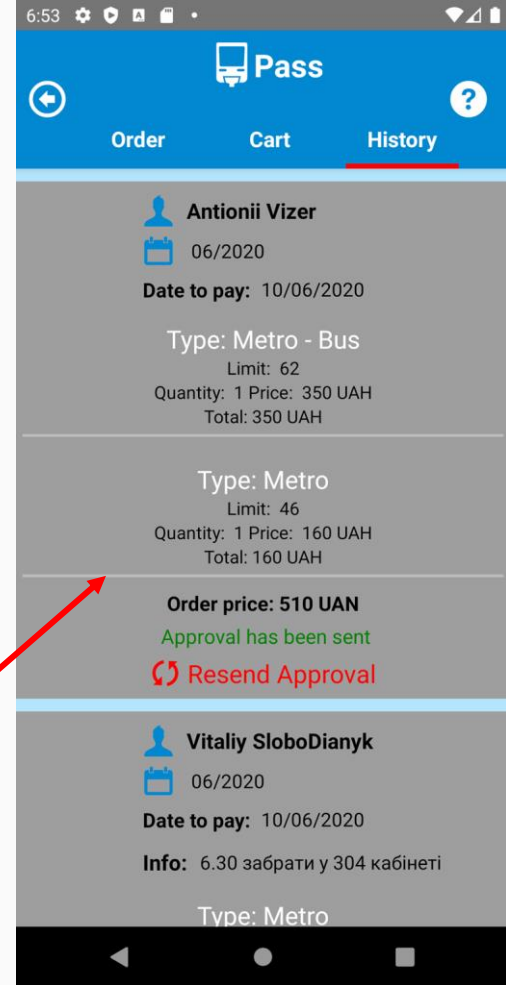 6:53
Pass
?
Order Cart History
Antionii Vizer
06/2020
Date to pay: 10/06/2020
Type: Metro - Bus
Limit: 62
Quantity: 1 Price: 350 UAH
Total: 350 UAH
Type: Metro
Limit: 46
Quantity: 1 Price: 160 UAH
Total: 160 UAH
Order price: 510 UAN
Approval has been sent
Resend Approval
Vitaliy SloboDianyk
06/2020
Date to pay: 10/06/2020
Info: 6.30 забрати у 304 кабінеті
Type: Metro